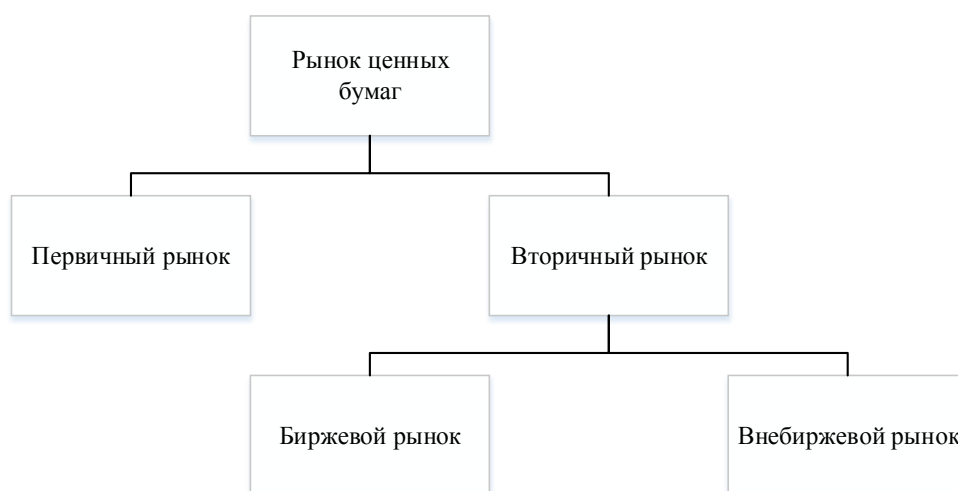 Рынок ценных
бумаг
Первичный рынок
Вторичный рынок
Биржевой рынок
Внебиржевой рынок